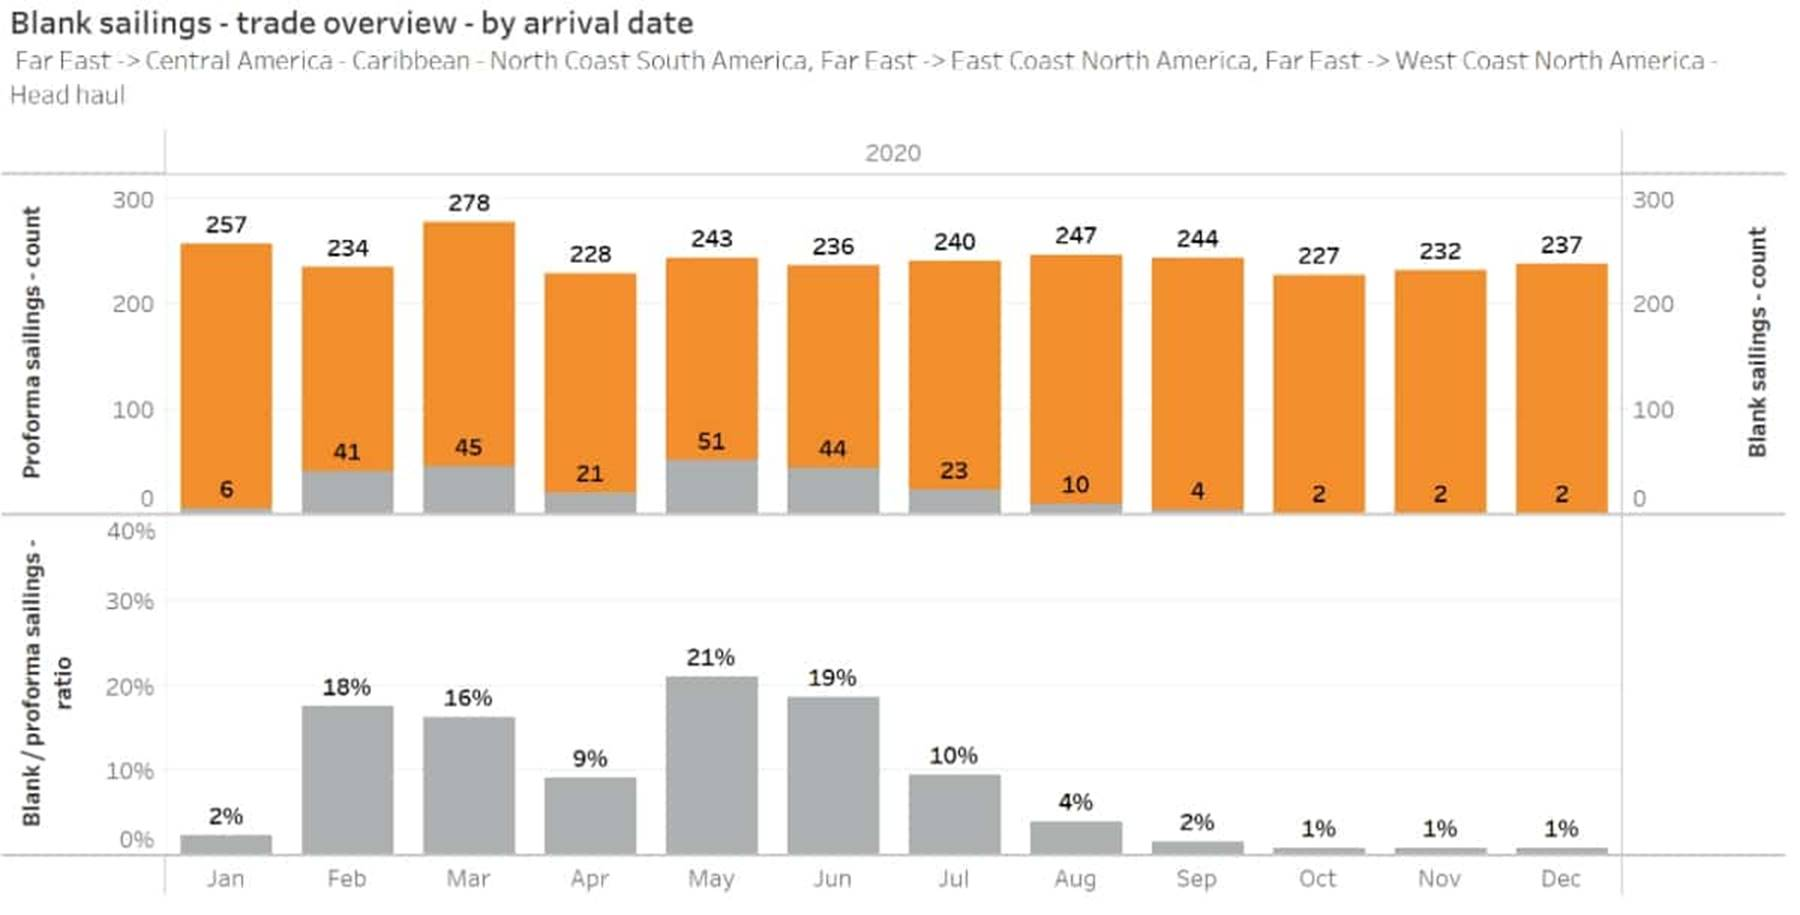 Blank sailings - trade overview - by arrival date
Far East -> Central America - Caribbean - North Coast South America, Far East -> East Coast North America, Far East -> West Coast North America -
Head haul
2020
Proforma sailings - count
300
200
100
0
257
234
278
228
243
236
240
247
244
227
232
237
6
41
45
21
51
44
23
10
4
2
2
2
300
200
100
0
Blank sailings - count
Blank / proforma sailings -
ratio
40%
30%
20%
10%
0%
2%
18%
16%
9%
21%
19%
10%
4%
2%
1%
1%
1%
Jan
Feb
Mar
Apr
May
Jun
Jul
Aug
Sep
Oct
Nov
Dec